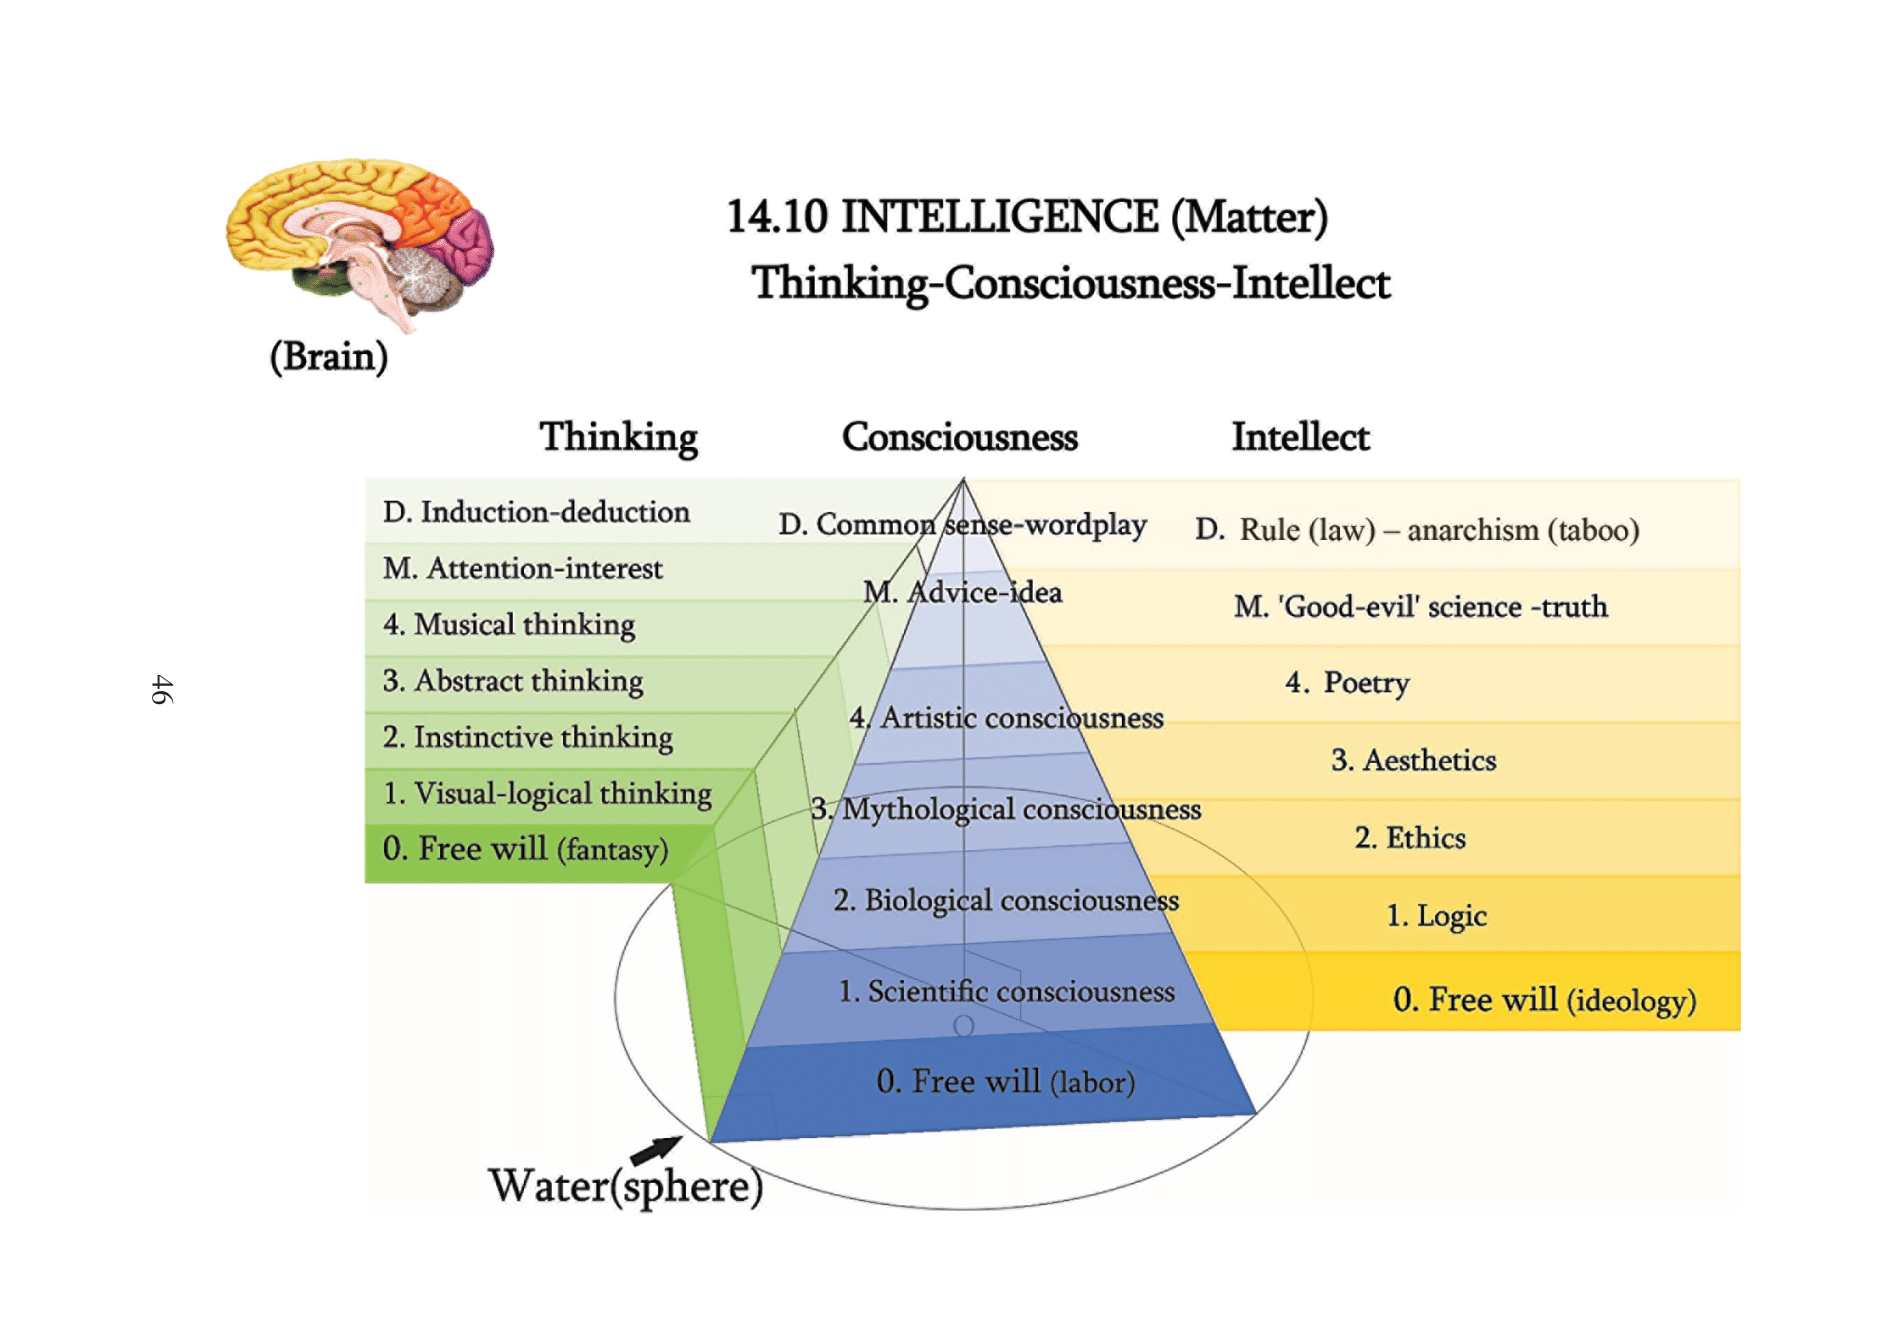 14.10 INTELLIGENCE (Matter)
Thinking-Consciousness-Intellect
(Brain)
Thinking
Consciousness
Intellect
D. Induction-deduction
M. Attention-interest
4. Musical thinking
3. Abstract thinking
2. Instinctive thinking
1. Visual-logical thinking
0. Free will (fantasy)
D. Common sense-wordplay
M. Advice-idea
4. Artistic consciousness
3. Mythological consciousness
2. Biological consciousness
1. Scientific consciousness
O
0. Free will (labor)
D. Rule (law) – anarchism (taboo)
M. 'Good-evil' science -truth
4. Poetry
3. Aesthetics
2. Ethics
1. Logic
0. Free will (ideology)
Water(sphere)
46